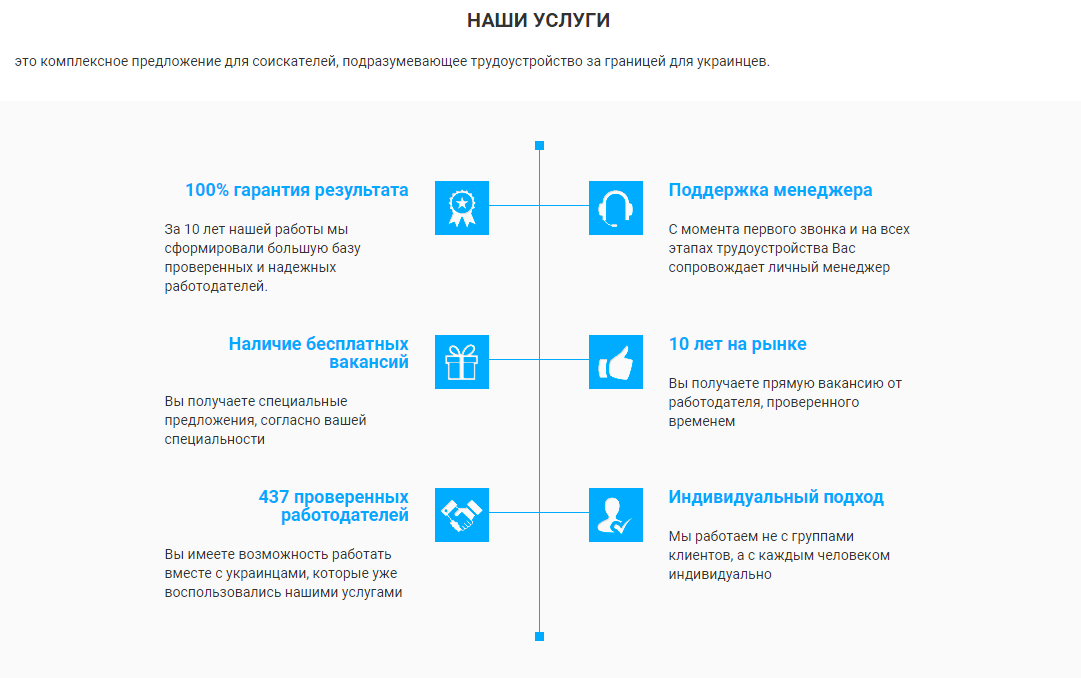 НАШИ УСЛУГИ
это комплексное предложение для соискателей, подразумевающее трудоустройство за границей для украинцев.
100% гарантия результата
За 10 лет нашей работы мы
сформировали большую базу
проверенных и надежных
работодателей.
Поддержка менеджера
С момента первого звонка и на всех
этапах трудоустройства Вас
сопровождает личный менеджер
Наличие бесплатных
вакансий
Вы получаете специальные
предложения, согласно вашей
специальности
10 лет на рынке
Вы получаете прямую вакансию от
работодателя, проверенного
временем
437 проверенных
работодателей
Вы имеете возможность работать
вместе с украинцами, которые уже
воспользовались нашими услугами
Индивидуальный подход
Мы работаем не с группами
клиентов, а с каждым человеком
индивидуально